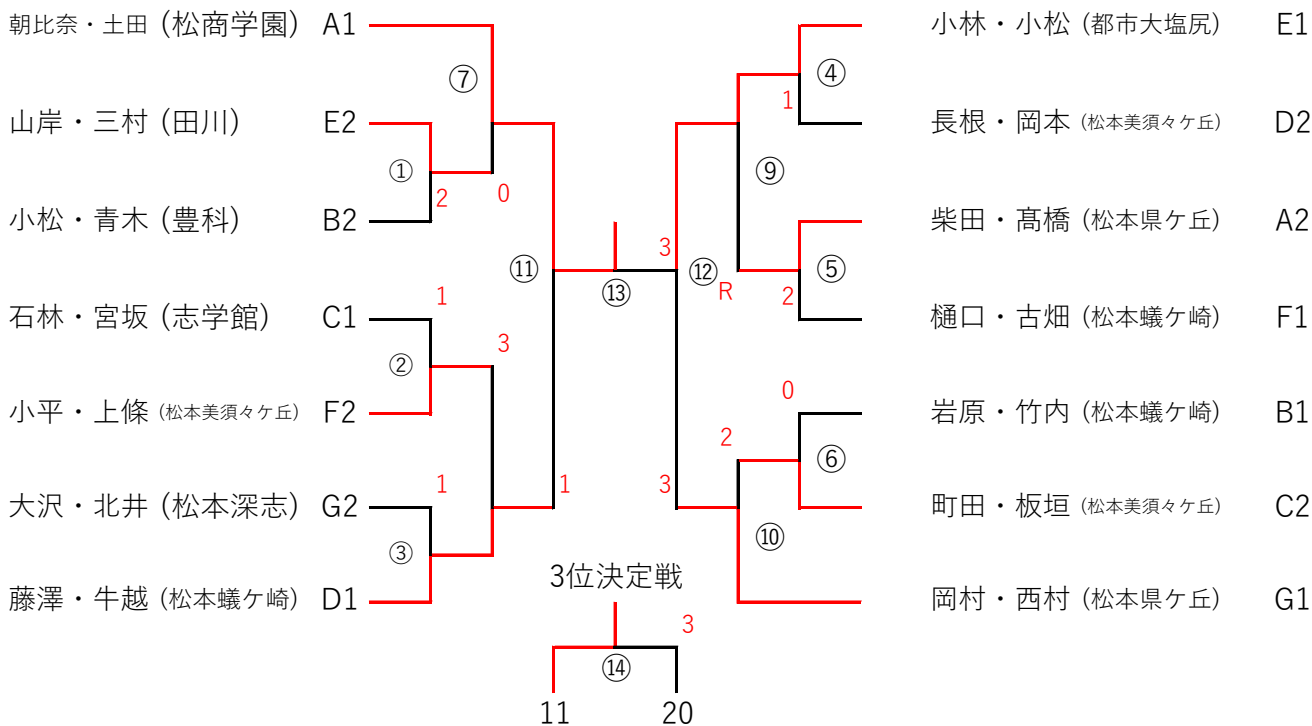 朝比奈・土田 (松商学園) A1
小林・小松 (都市大塩尻) E1
⑦
④
1
山岸・三村 (田川) E2
長根・岡本 (松本美須々ケ丘) D2
①
⑨
2
0
小松・青木 (豊科) B2
柴田・髙橋 (松本県ケ丘) A2
3
⑪
⑬
⑫
⑤
R
2
1
石林・宮坂 (志学館) C1
樋口・古畑 (松本蟻ケ崎) F1
3
②
0
小平・上條 (松本美須々ケ丘) F2
岩原・竹内 (松本蟻ケ崎) B1
2
⑥
1
1
3
大沢・北井 (松本深志) G2
町田・板垣 (松本美須々ケ丘) C2
③
⑩
3位決定戦
藤澤・牛越 (松本蟻ケ崎) D1
岡村・西村 (松本県ケ丘) G1
3
⑭
11
20